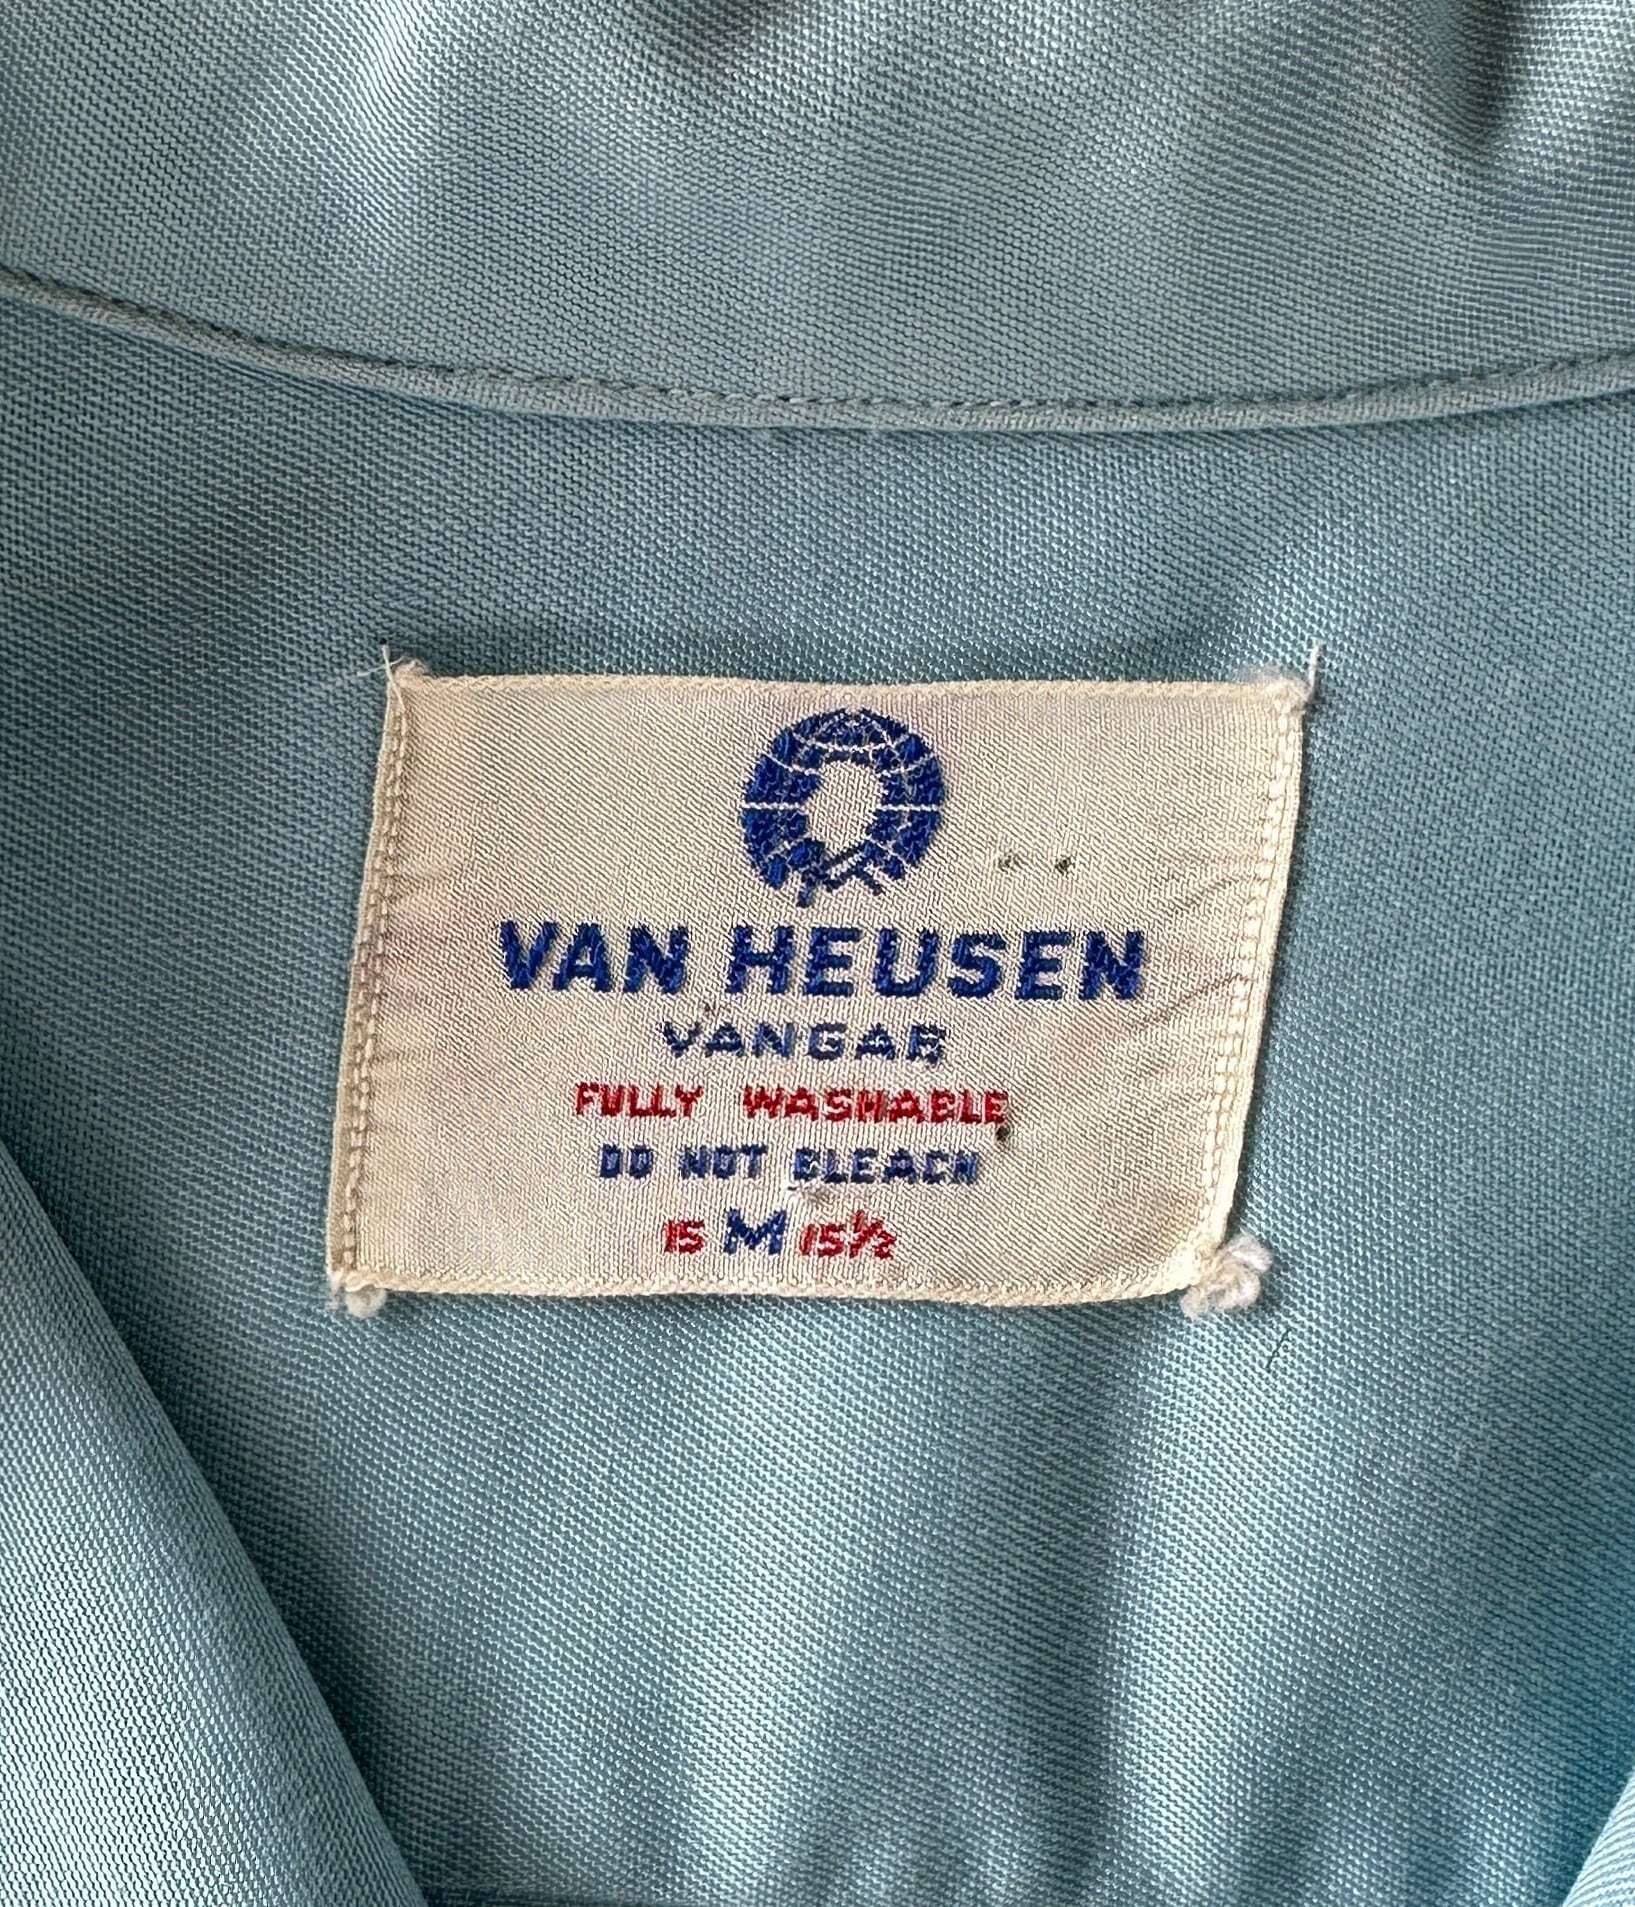 VAN HEUSEN
VANGAB
FULLY WASHABLE
DO NOT BLEACH
15 M 15½